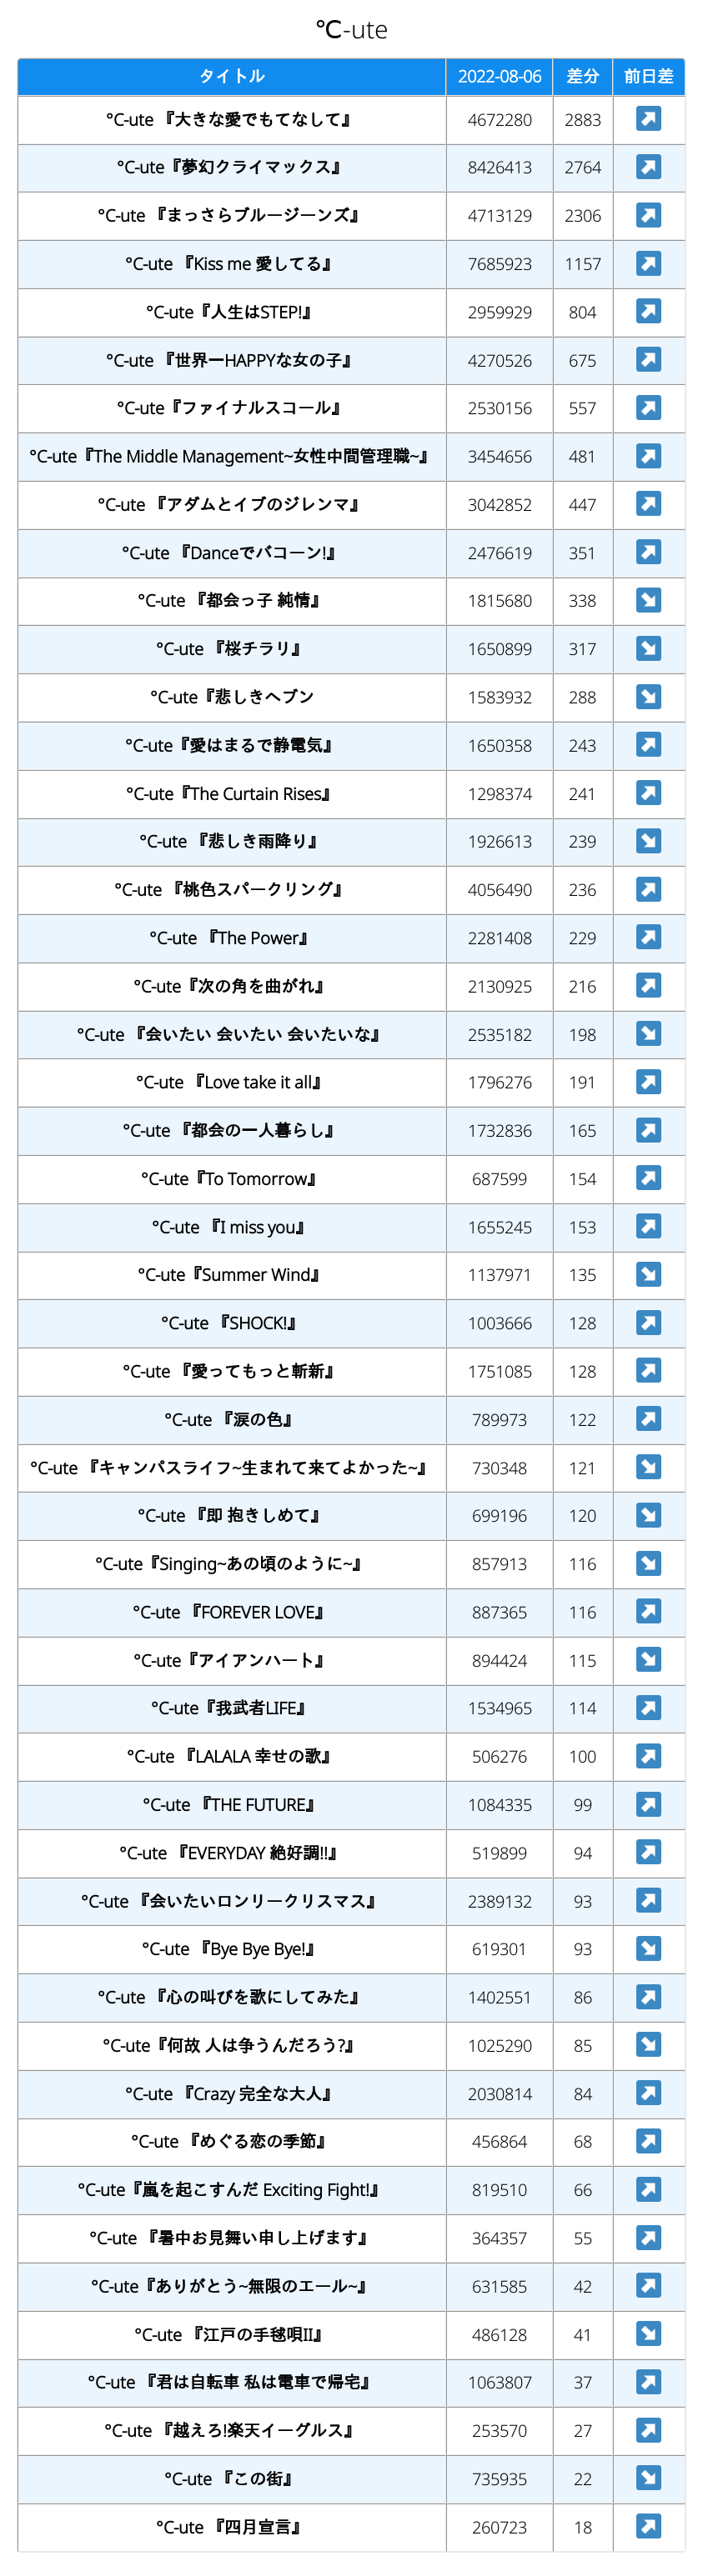 ℃-ute
タイトル 2022-08-06 差分 前日差
°C-ute 『大きな愛でもてなして』 4672280 2883 ↗
°C-ute『夢幻クライマックス』 8426413 2764 ↗
°C-ute 『まっさらブルージーンズ』 4713129 2306 ↗
°C-ute 『Kiss me 愛してる』 7685923 1157 ↗
°C-ute『人生はSTEP!』 2959929 804 ↗
°C-ute 『世界一HAPPYな女の子』 4270526 675 ↗
°C-ute『ファイナルスコール』 2530156 557 ↗
°C-ute『The Middle Management~女性中間管理職~』 3454656 481 ↗
°C-ute 『アダムとイブのジレンマ』 3042852 447 ↗
°C-ute 『Danceでバコーン!』 2476619 351 ↗
°C-ute 『都会っ子 純情』 1815680 338 ↘
°C-ute 『桜チラリ』 1650899 317 ↘
°C-ute『悲しきヘブン 1583932 288 ↘
°C-ute『愛はまるで静電気』 1650358 243 ↗
°C-ute『The Curtain Rises』 1298374 241 ↗
°C-ute 『悲しき雨降り』 1926613 239 ↘
°C-ute 『桃色スパークリング』 4056490 236 ↗
°C-ute 『The Power』 2281408 229 ↗
°C-ute『次の角を曲がれ』 2130925 216 ↗
°C-ute 『会いたい 会いたい 会いたいな』 2535182 198 ↘
°C-ute 『Love take it all』 1796276 191 ↗
°C-ute 『都会の一人暮らし』 1732836 165 ↗
°C-ute『To Tomorrow』 687599 154 ↗
°C-ute 『I miss you』 1655245 153 ↗
°C-ute『Summer Wind』 1137971 135 ↘
°C-ute 『SHOCK!』 1003666 128 ↗
°C-ute 『愛ってもっと斬新』 1751085 128 ↗
°C-ute 『涙の色』 789973 122 ↗
°C-ute 『キャンパスライフ~生まれて来てよかった~』 730348 121 ↘
°C-ute 『即 抱きしめて』 699196 120 ↘
°C-ute『Singing~あの頃のように~』 857913 116 ↘
°C-ute 『FOREVER LOVE』 887365 116 ↗
°C-ute『アイアンハート』 894424 115 ↘
°C-ute『我武者LIFE』 1534965 114 ↗
°C-ute 『LALALA 幸せの歌』 506276 100 ↗
°C-ute 『THE FUTURE』 1084335 99 ↗
°C-ute 『EVERYDAY 絶好調!!』 519899 94 ↗
°C-ute 『会いたいロンリークリスマス』 2389132 93 ↗
°C-ute 『Bye Bye Bye!』 619301 93 ↘
°C-ute 『心の叫びを歌にしてみた』 1402551 86 ↗
°C-ute『何故 人は争うんだろう?』 1025290 85 ↘
°C-ute 『Crazy 完全な大人』 2030814 84 ↗
°C-ute 『めぐる恋の季節』 456864 68 ↗
°C-ute『嵐を起こすんだ Exciting Fight!』 819510 66 ↗
°C-ute 『暑中お見舞い申し上げます』 364357 55 ↗
°C-ute『ありがとう~無限のエール~』 631585 42 ↗
°C-ute 『江戸の手毬唄II』 486128 41 ↘
°C-ute 『君は自転車 私は電車で帰宅』 1063807 37 ↗
°C-ute 『越えろ!楽天イーグルス』 253570 27 ↗
°C-ute 『この街』 735935 22 ↘
°C-ute 『四月宣言』 260723 18 ↗